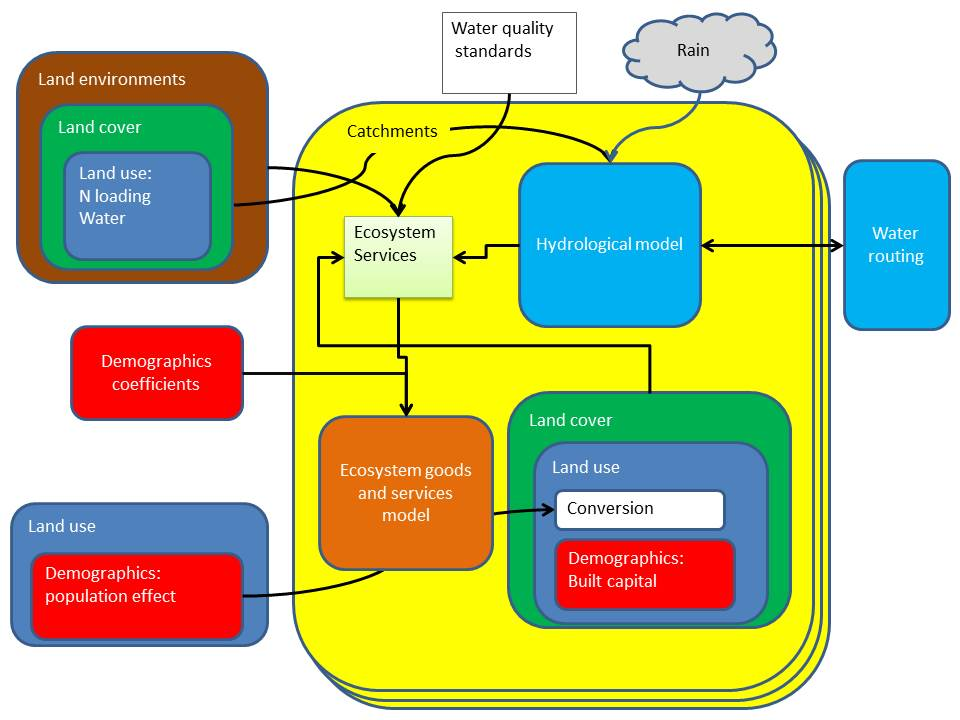 Water quality
standards
Rain
Land environments
Land cover
Land use:
N loading
Water
Catchments
Ecosystem
Services
Hydrological model
Water
routing
Demographics
coefficients
Land cover
Ecosystem goods
and services
model
Land use
Conversion
Demographics:
Built capital
Land use
Demographics:
population effect